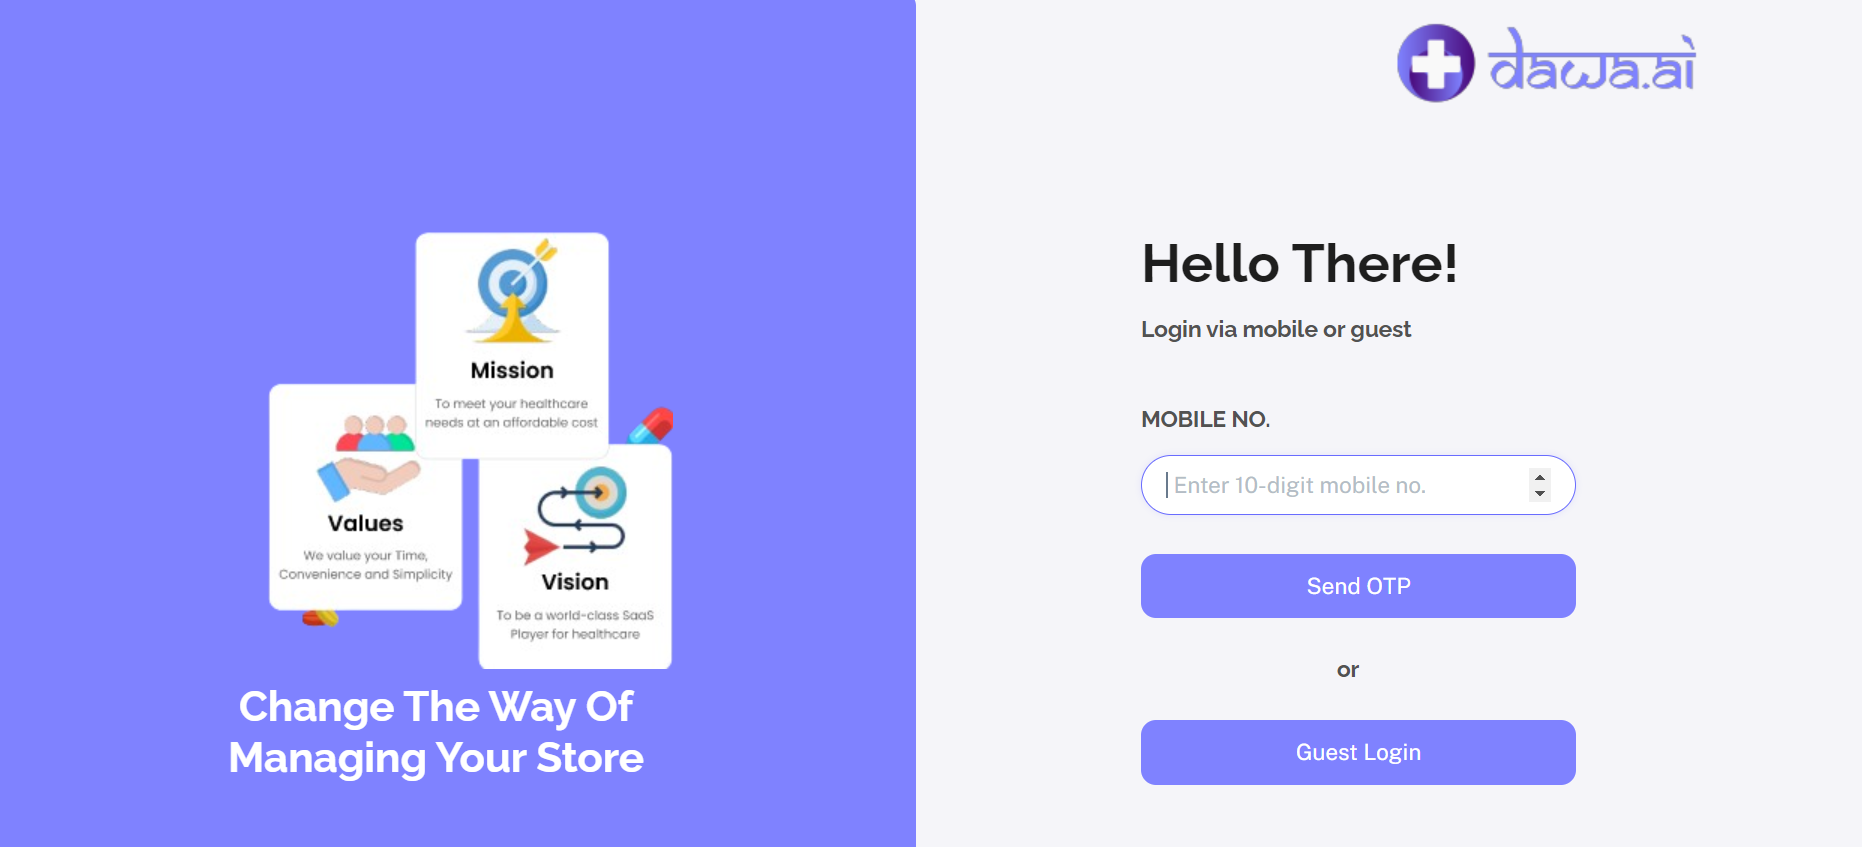 dawa.ai
Hello There!
Login via mobile or guest
MOBILE NO.
Enter 10-digit mobile no.
Send OTP
or
Guest Login
Mission
To meet your healthcare
needs at an affordable cost
Values
We value your Time,
Convenience and Simplicity
Vision
To be a world-class SaaS
Player for healthcare
Change The Way Of
Managing Your Store